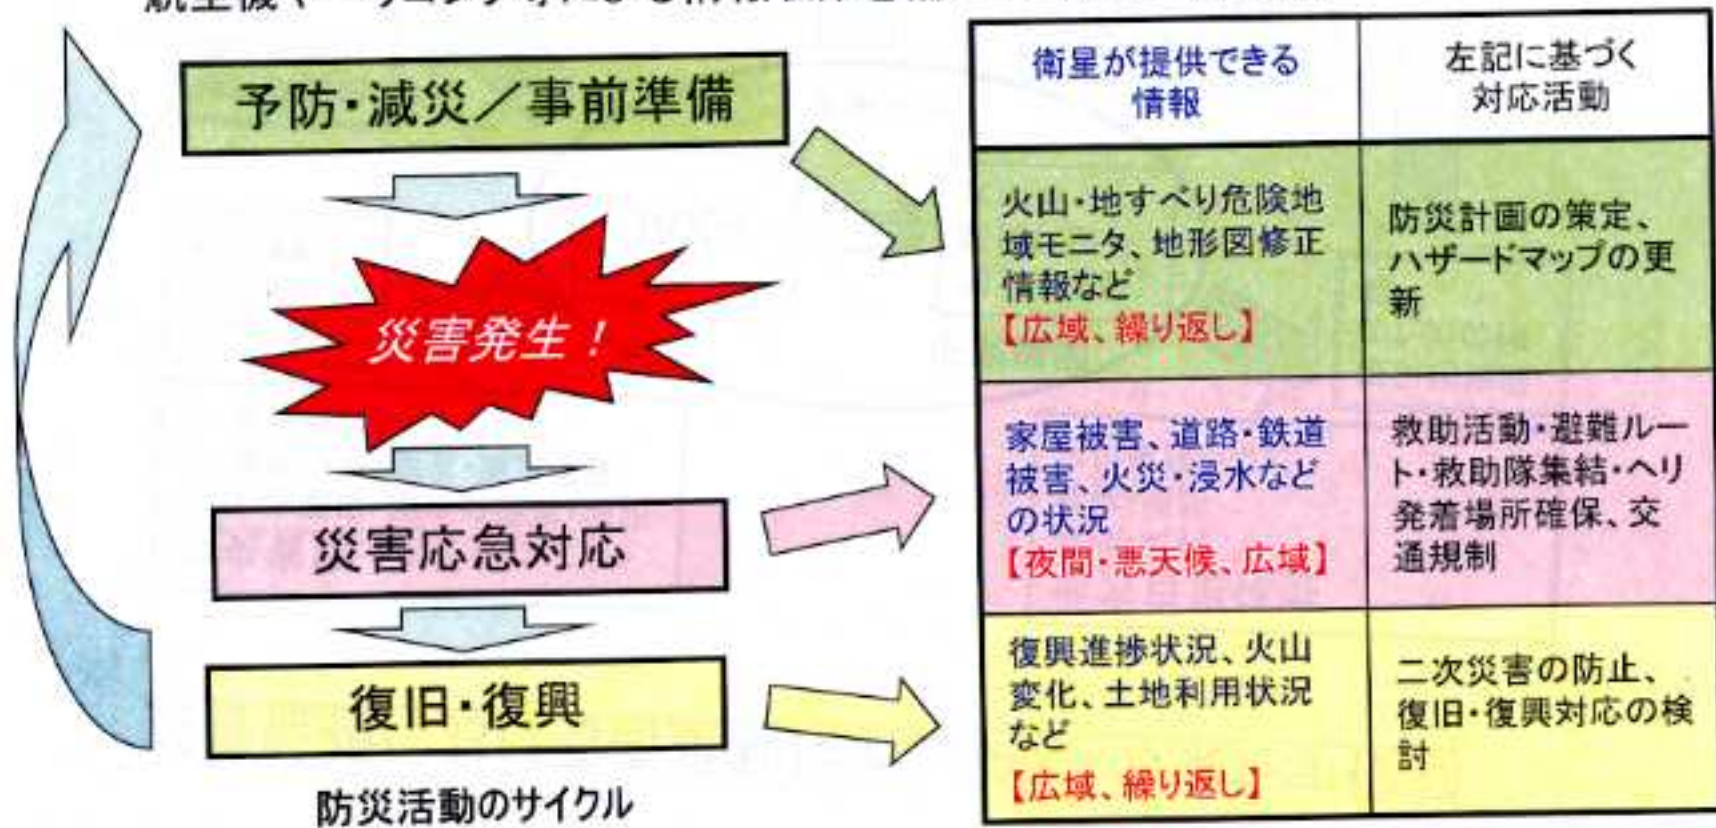 予防・減災／事前準備
災害発生！
災害応急対応
復旧・復興
防災活動のサイクル
衛星が提供できる
情報
左記に基づく
対応活動
火山・地すべり危険地
域モニタ、地形図修正
情報など
【広域、繰り返し】
防災計画の策定、
ハザードマップの更
新
家屋被害、道路・鉄道
被害、火災・浸水など
の状況
【夜間・悪天候、広域】
救助活動・避難ルー
ト・救助隊集結・ヘリ
発着場所確保、交
通規制
復興進捗状況、火山
変化、土地利用状況
など
【広域、繰り返し】
二次災害の防止、
復旧・復興対応の検
討